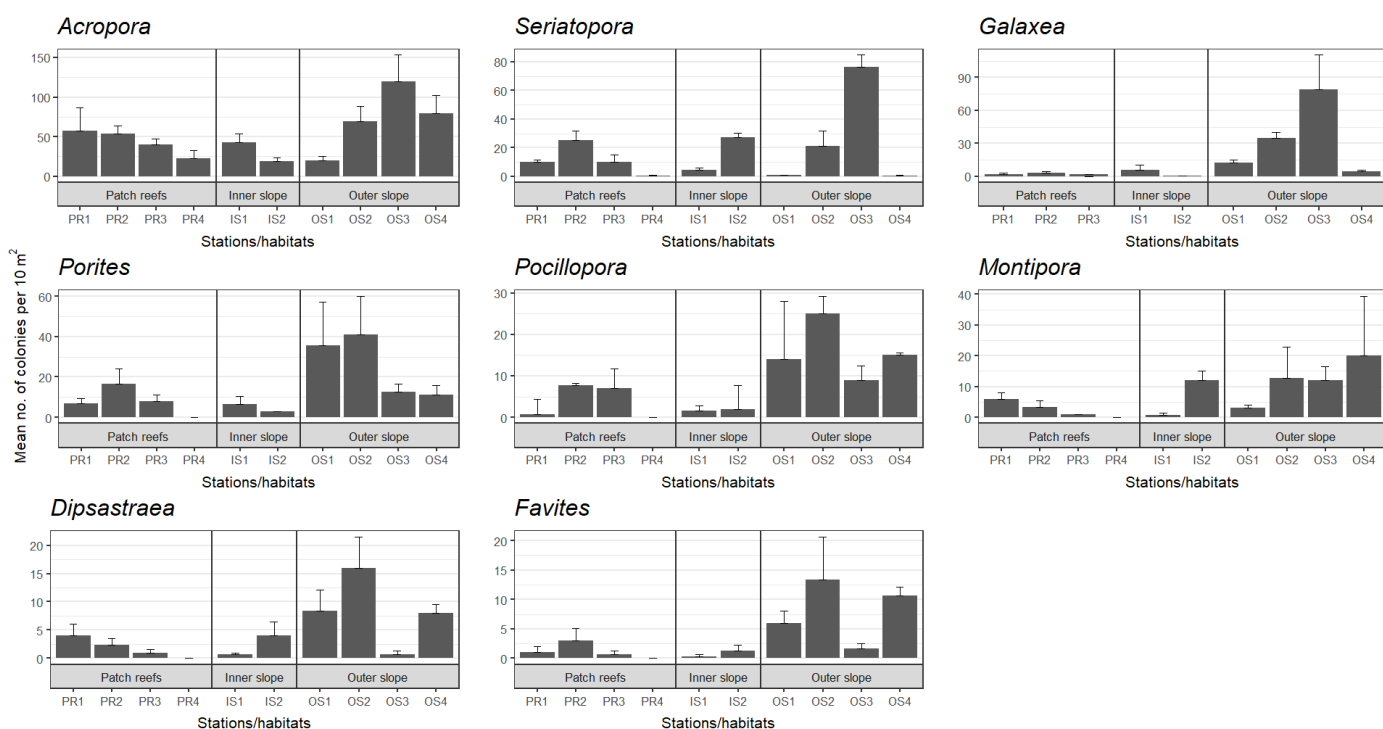 Acropora
Seriatopora
Galaxea
150
100
50
0
80
60
40
20
0
90
60
30
0
Patch reefs Inner slope Outer slope
Patch reefs Inner slope Outer slope
Patch reefs Inner slope Outer slope
PR1 PR2 PR3 PR4 IS1 IS2 OS1 OS2 OS3 OS4
PR1 PR2 PR3 PR4 IS1 IS2 OS1 OS2 OS3 OS4
PR1 PR2 PR3 IS1 IS2 OS1 OS2 OS3 OS4
Stations/habitats
Stations/habitats
Stations/habitats
Mean no. of colonies per 10 m²
Porites
Pocillopora
Montipora
60
40
20
0
30
20
10
0
40
30
20
10
0
Patch reefs Inner slope Outer slope
Patch reefs Inner slope Outer slope
Patch reefs Inner slope Outer slope
PR1 PR2 PR3 PR4 IS1 IS2 OS1 OS2 OS3 OS4
PR1 PR2 PR3 PR4 IS1 IS2 OS1 OS2 OS3 OS4
PR1 PR2 PR3 PR4 IS1 IS2 OS1 OS2 OS3 OS4
Stations/habitats
Stations/habitats
Stations/habitats
Dipsastraea
Favites
20
15
10
5
0
20
15
10
5
0
Patch reefs Inner slope Outer slope
Patch reefs Inner slope Outer slope
PR1 PR2 PR3 PR4 IS1 IS2 OS1 OS2 OS3 OS4
PR1 PR2 PR3 PR4 IS1 IS2 OS1 OS2 OS3 OS4
Stations/habitats
Stations/habitats